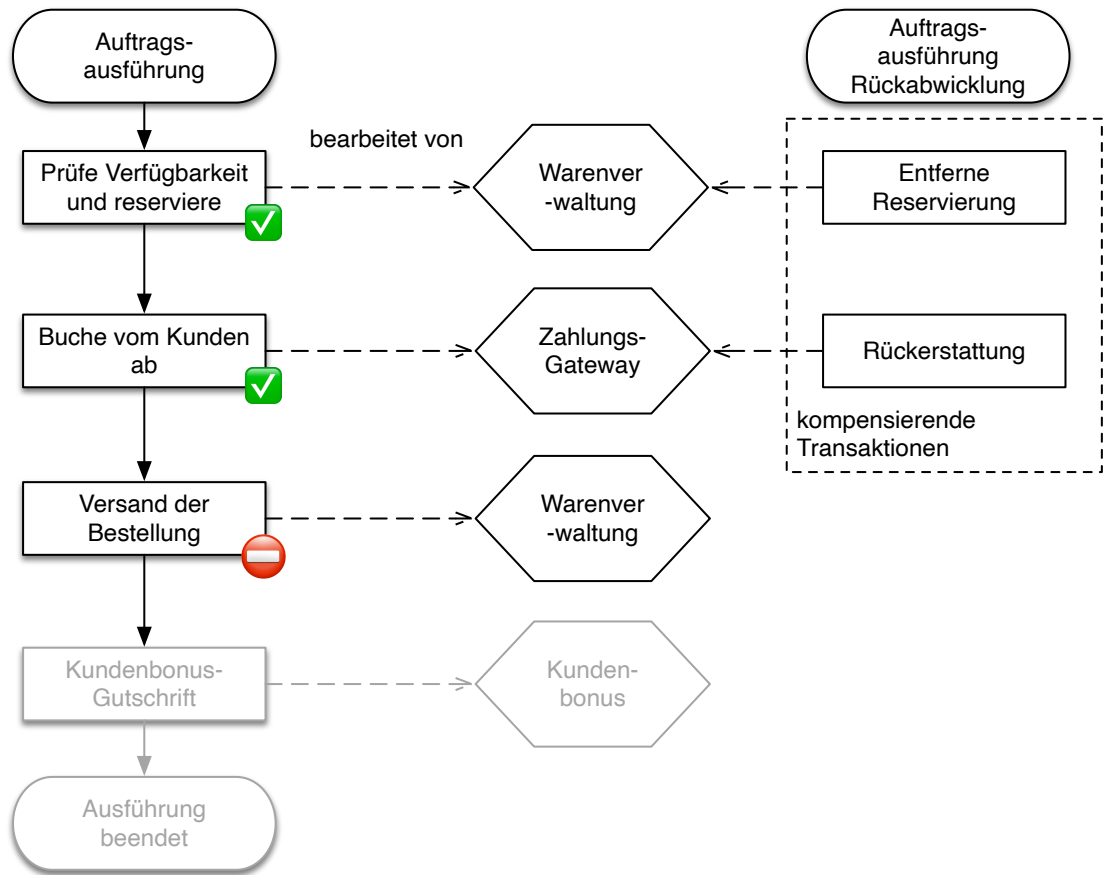 Auftrags-
ausführung
Auftrags-
ausführung
Rückabwicklung
bearbeitet von
Prüfe Verfügbarkeit
und reserviere
Warenver
-waltung
Entferne
Reservierung
Buche vom Kunden
ab
Zahlungs-
Gateway
Rückerstattung
kompensierende
Transaktionen
Versand der
Bestellung
Warenver
-waltung
Kundenbonus-
Gutschrift
Kunden-
bonus
Ausführung
beendet